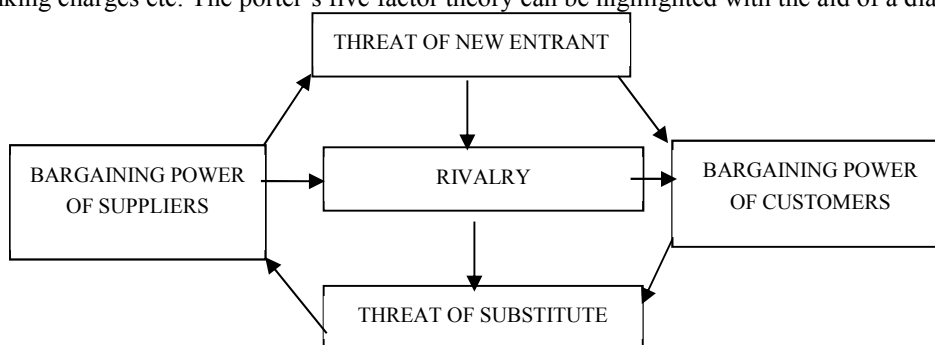 king charges etc. The porter's five factor theory can be highlighted with the aid of a dia
THREAT OF NEW ENTRANT
BARGAINING POWER
OF SUPPLIERS
RIVALRY
BARGAINING POWER
OF CUSTOMERS
THREAT OF SUBSTITUTE